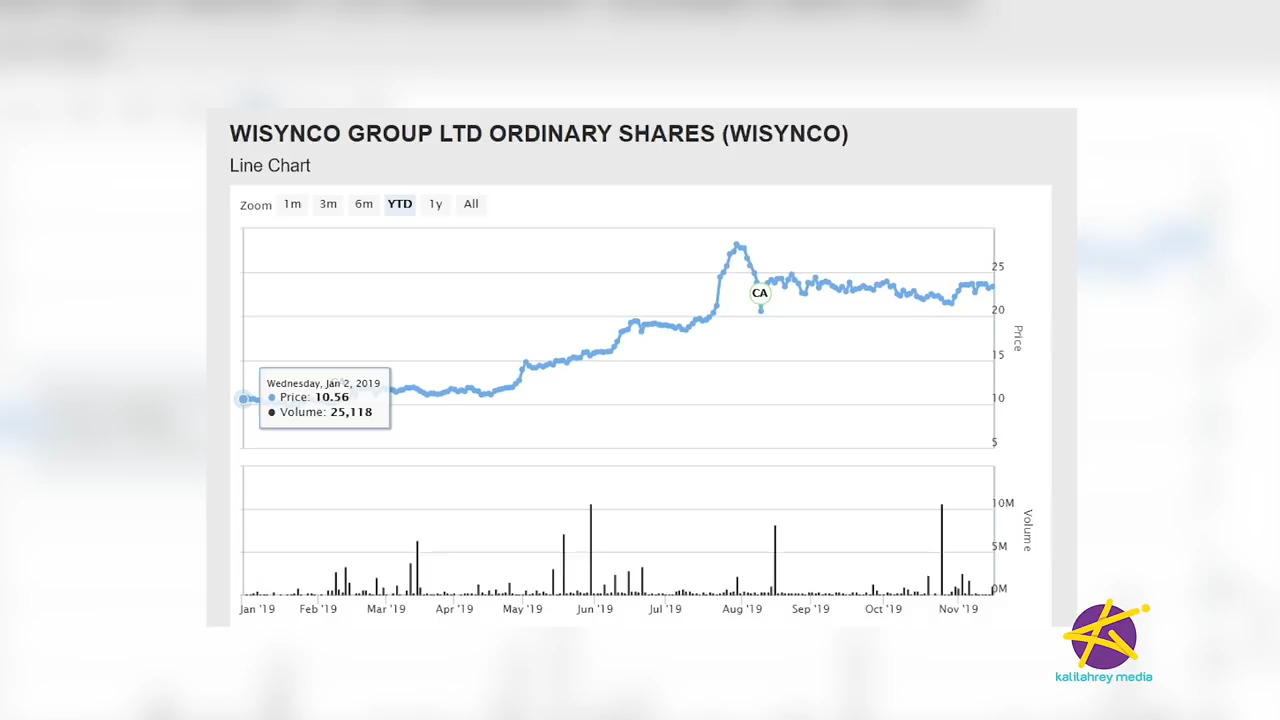 WISYNCO GROUP LTD ORDINARY SHARES (WISYNCO)
Line Chart
Zoom 1m 3m 6m YTD 1y All
25
20
15
10
5
Price
CA
Wednesday, Jan 2, 2019
Price: 10.56
Volume: 25,118
10M
5M
0M
Volume
Jan '19 Feb '19 Mar '19 Apr '19 May '19 Jun '19 Jul '19 Aug '19 Sep '19 Oct '19 Nov '19
kalilahrey media